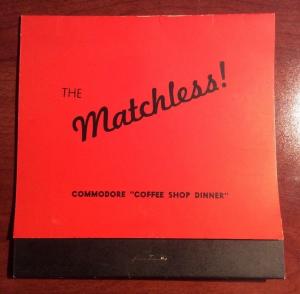 THE
Matchless!
COMMODORE "COFFEE SHOP DINNER"